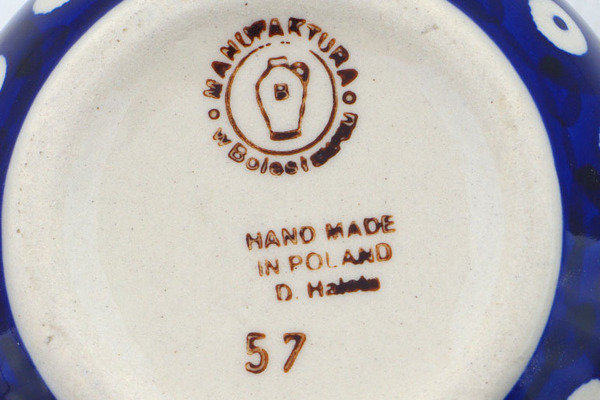 MANUFAKTURA
w
B
HAND MADE
IN POLAND
D.
57